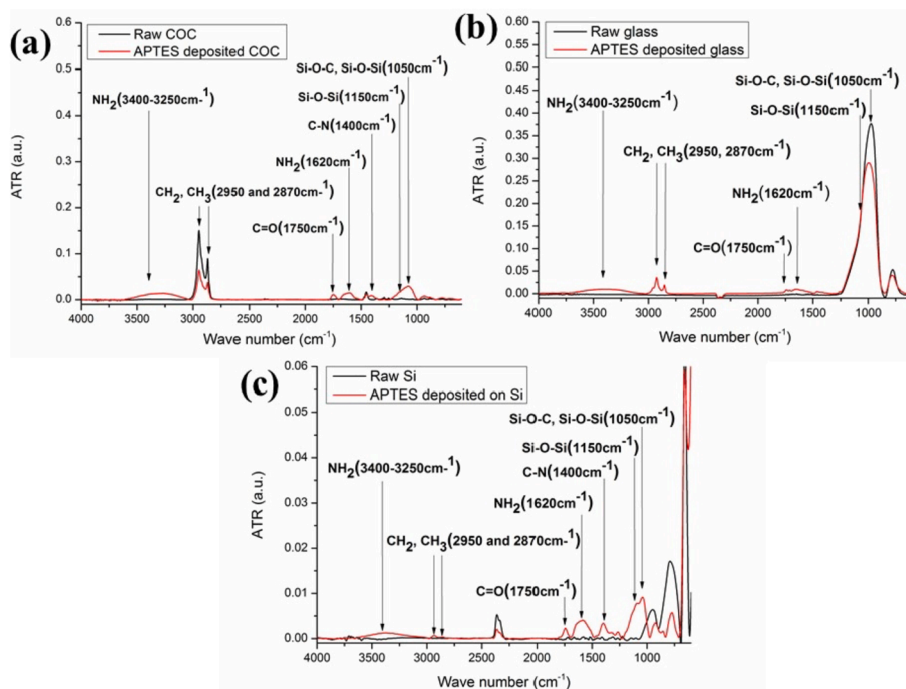 (a)
Raw COC
APTES deposited COC
Si-O-C, Si-O-Si(1050cm⁻¹)
Si-O-Si(1150cm⁻¹)
NH₂(3400-3250cm-¹)
C-N(1400cm⁻¹)
NH₂(1620cm⁻¹)
CH₂, CH₃(2950 and 2870cm-¹)
C=O(1750cm⁻¹)
ATR (a.u.)
0.6
0.5
0.4
0.3
0.2
0.1
0.0
4000 3500 3000 2500 2000 1500 1000
Wave number (cm⁻¹)
(b)
Raw glass
APTES deposited glass
Si-O-C, Si-O-Si(1050cm⁻¹)
Si-O-Si(1150cm⁻¹)
NH₂(3400-3250cm-¹)
CH₂, CH₃(2950, 2870cm⁻¹)
NH₂(1620cm⁻¹)
C=O(1750cm⁻¹)
ATR (a.u.)
0.60
0.55
0.50
0.45
0.40
0.35
0.30
0.25
0.20
0.15
0.10
0.05
0.00
4000 3500 3000 2500 2000 1500 1000
Wave number (cm⁻¹)
(c)
Raw Si
APTES deposited on Si
Si-O-C, Si-O-Si(1050cm⁻¹)
Si-O-Si(1150cm⁻¹)
C-N(1400cm⁻¹)
NH₂(3400-3250cm-¹)
NH₂(1620cm⁻¹)
CH₂, CH₃(2950 and 2870cm-¹)
C=O(1750cm⁻¹)
ATR (a.u.)
0.06
0.05
0.04
0.03
0.02
0.01
0.00
4000 3500 3000 2500 2000 1500 1000
Wave number (cm⁻¹)